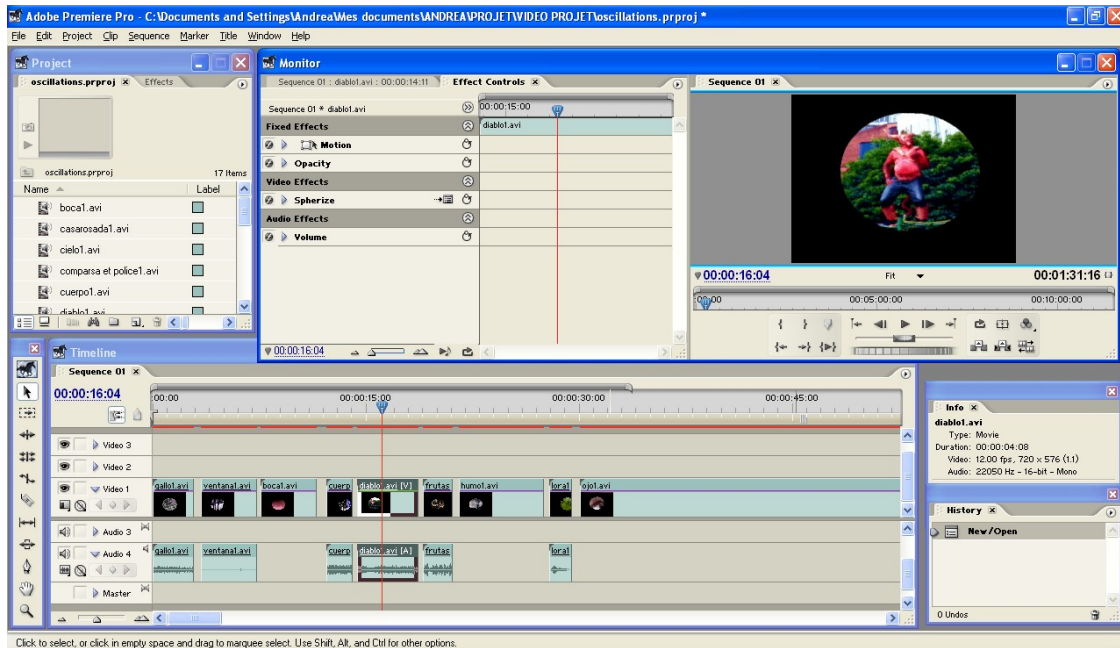 Adobe Premiere Pro - C:\Documents and Settings\Andrea\Mes documents\ANDREA\PROJET\VIDEO PROJET\oscillations.prproj *
File Edit Project Clip Sequence Marker Title Window Help
Project
oscillations.prproj Effects
oscillations.prproj 17 Items
Name Label
boca1.avi
casarosada1.avi
cielo1.avi
comparsa et police1.avi
cuerpo1.avi
diablo1.avi
Monitor
Sequence 01 : diablo1.avi : 00:00:14:11 Effect Controls
Sequence 01 * diablo1.avi 00:00:15:00
Fixed Effects diablo1.avi
Motion
Opacity
Video Effects
Spherize
Audio Effects
Volume
00:00:16:04
Sequence 01
00:00:16:04 Fit 00:01:31:16
00:00 00:05:00:00 00:10:00:00
Timeline
Sequence 01
00:00:16:04 :00:00 00:00:15:00 00:00:30:00 00:00:45:00
Video 3
Video 2
Video 1 gallo1.avi ventana1.avi boca1.avi cuerp diablo1.avi [V] frutas humo1.avi loral ojo1.avi
Audio 3
Audio 4 gallo1.avi ventana1.avi cuerp diablo1.avi [A] frutas loral
Master
Info
diablo1.avi
Type: Movie
Duration: 00:00:04:08
Video: 12.00 fps, 720 x 576 (1.1)
Audio: 22050 Hz - 16-bit - Mono
History
New/Open
0 Undos
Click to select, or click in empty space and drag to marquee select. Use Shift, Alt, and Ctrl for other options.